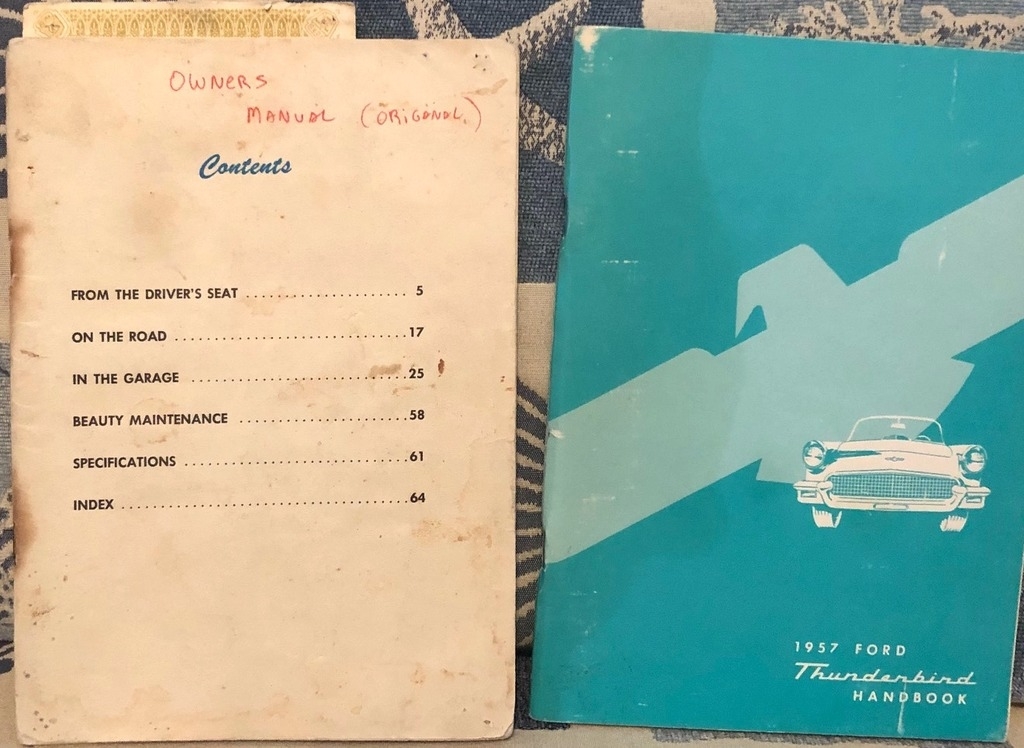 OWNERS
MANUAL (ORIGONAL.)
Contents
FROM THE DRIVER'S SEAT ...................... 5
ON THE ROAD ................................17
IN THE GARAGE ..............................25
BEAUTY MAINTENANCE .......................58
SPECIFICATIONS ...............................61
INDEX ........................................64
1957 FORD
Thunderbird
HANDBOOK